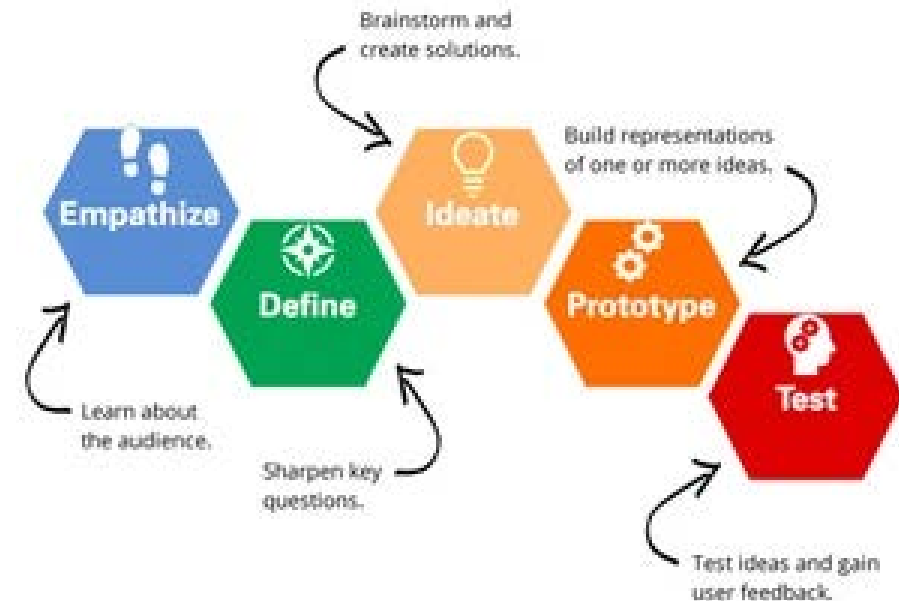 Brainstorm and
create solutions.
Build representations
of one or more ideas.
Empathize
Ideate
Define
Prototype
Test
Learn about
the audience.
Sharpen key
questions.
Test ideas and gain
user feedback.